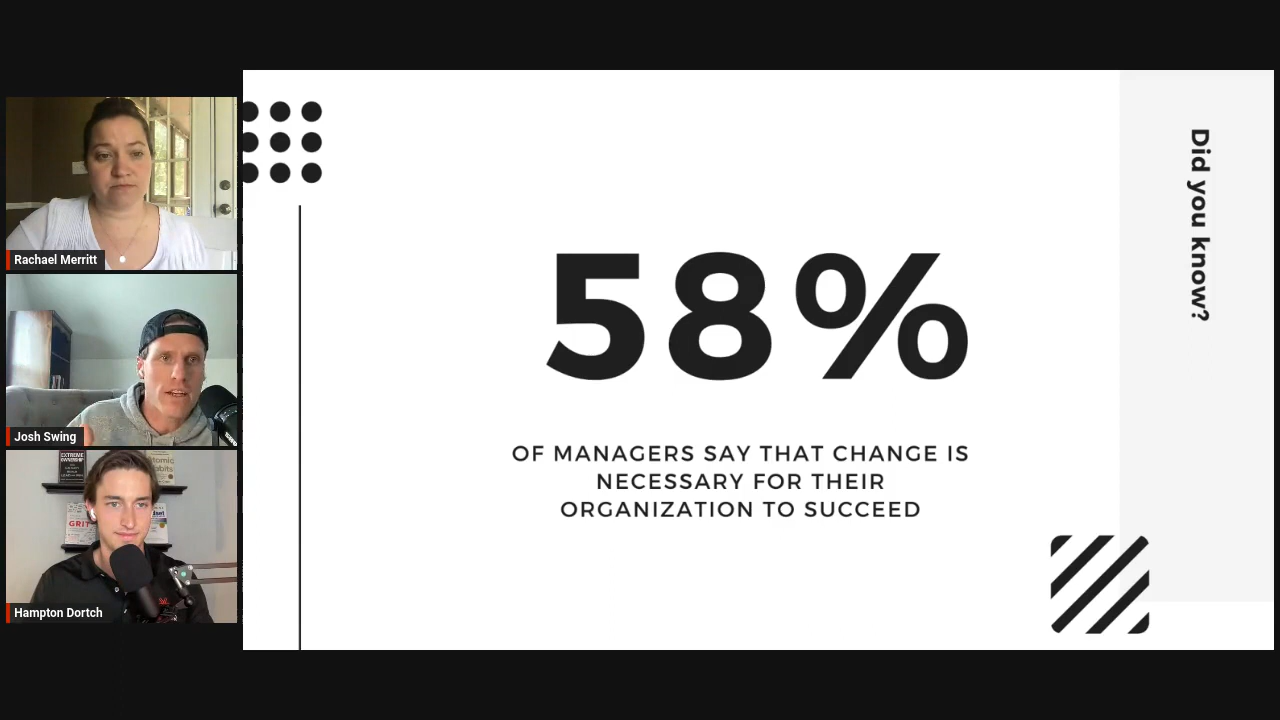 Rachael Merritt
Josh Swing
EXTREME
OWNERSHIP
Atomic
Habits
GRIT
Hampton Dortch
58%
OF MANAGERS SAY THAT CHANGE IS
NECESSARY FOR THEIR
ORGANIZATION TO SUCCEED
Did you know?